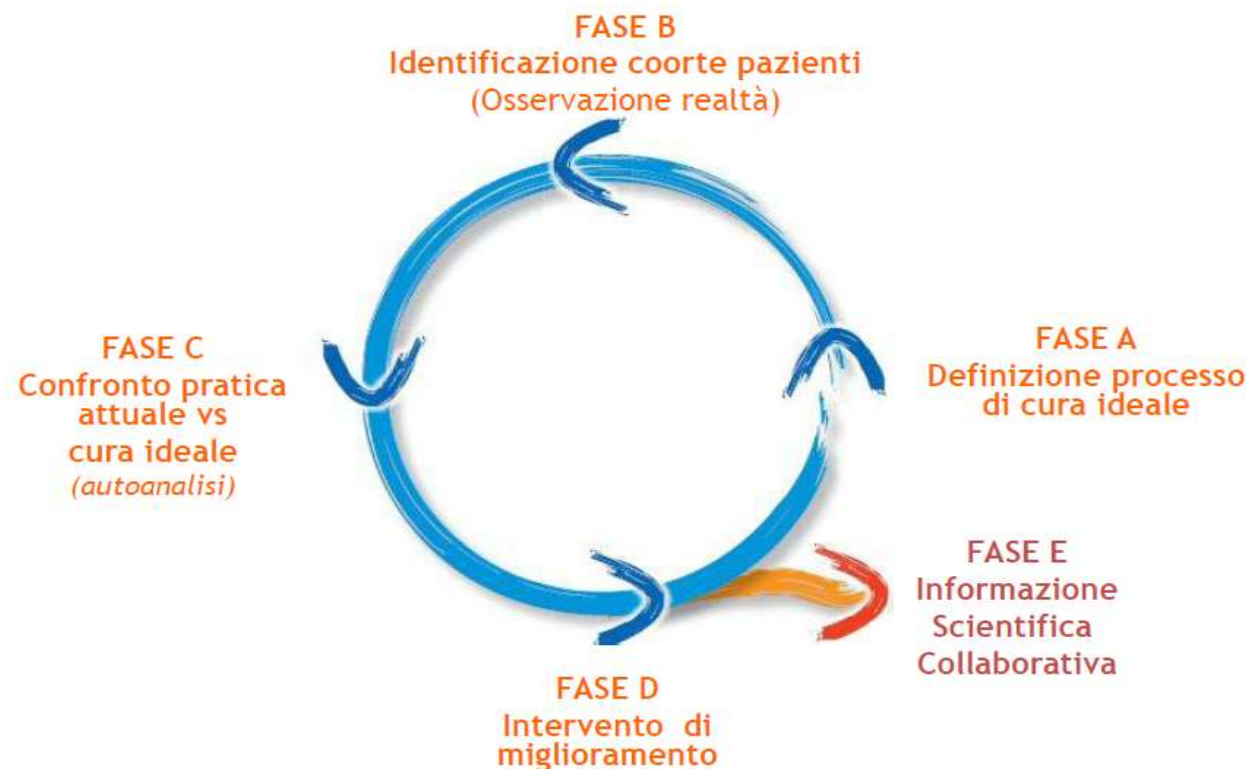 FASE B
Identificazione coorte pazienti
(Osservazione realtà)
FASE C
Confronto pratica
attuale vs
cura ideale
(autoanalisi)
FASE A
Definizione processo
di cura ideale
FASE E
Informazione
Scientifica
Collaborativa
FASE D
Intervento di
miglioramento